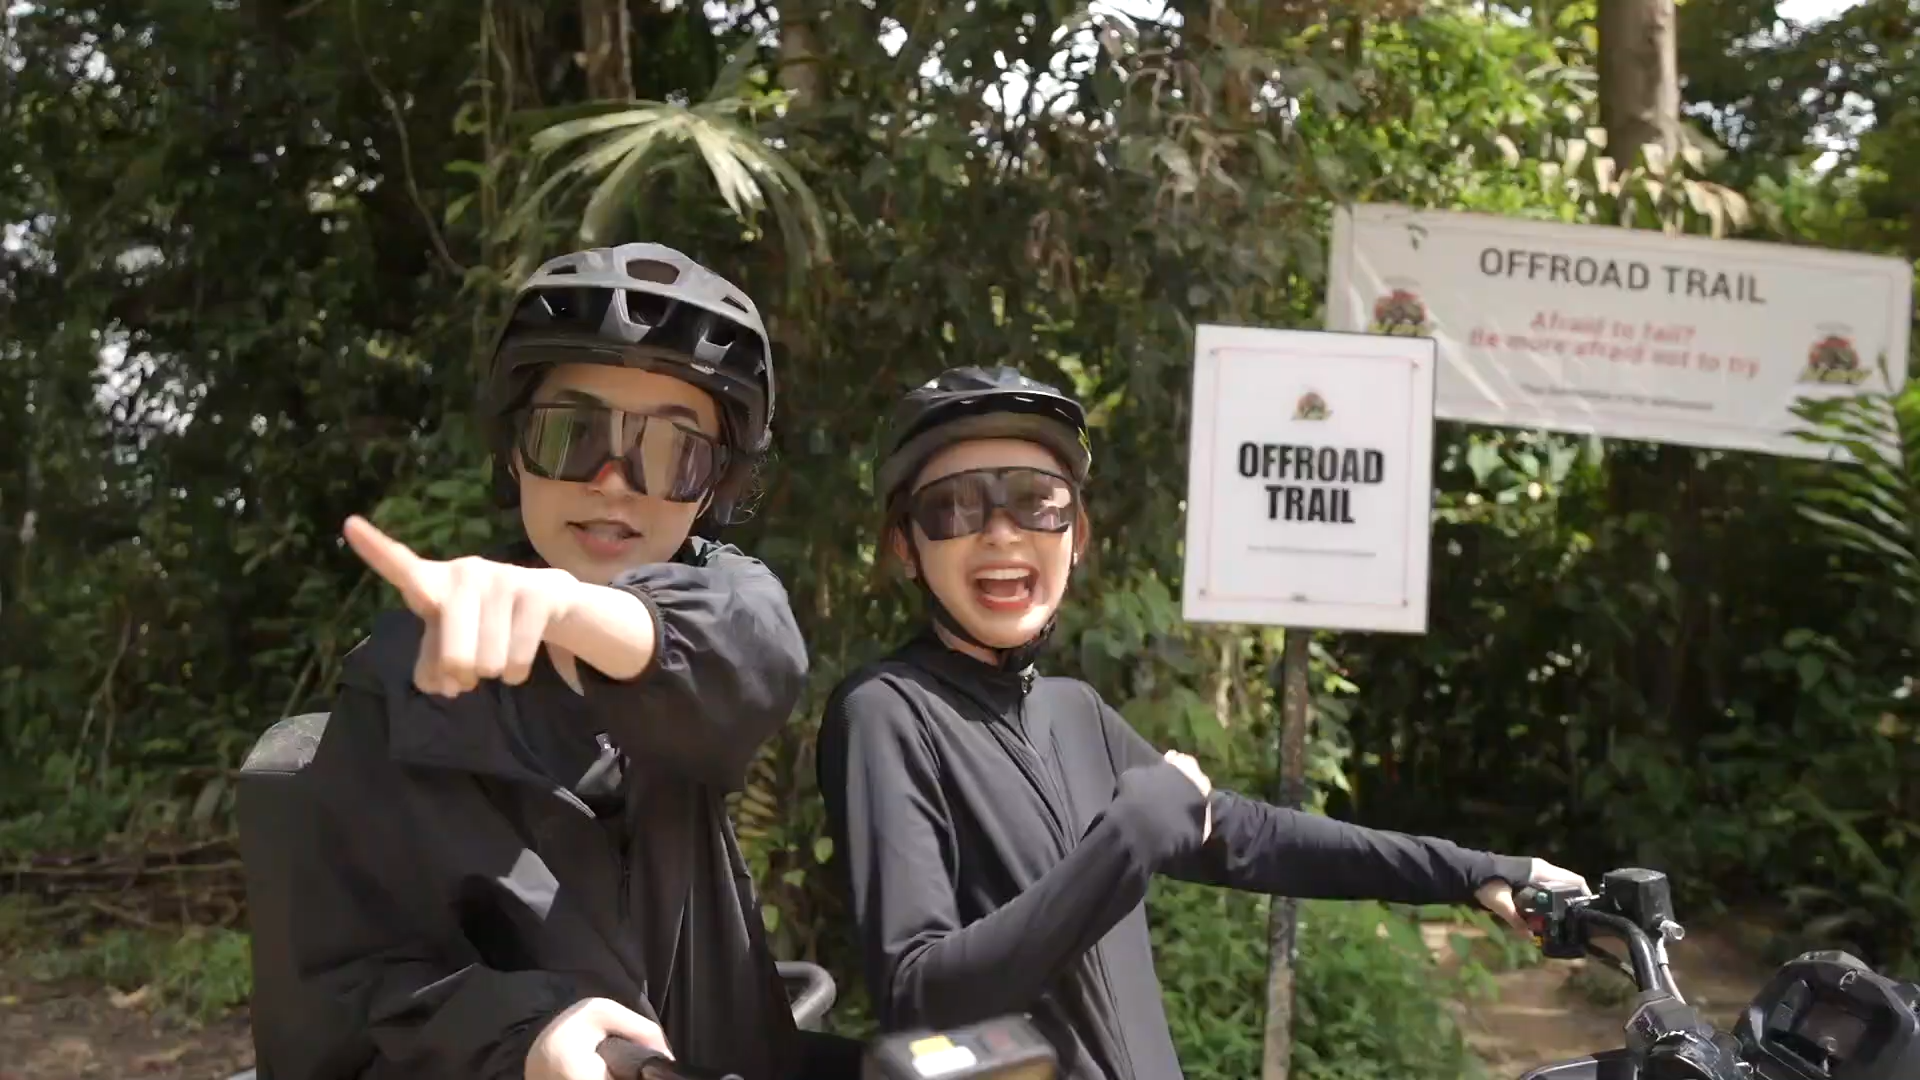 OFFROAD TRAIL
Afraid to fail?
Be more afraid not to try
OFFROAD
TRAIL